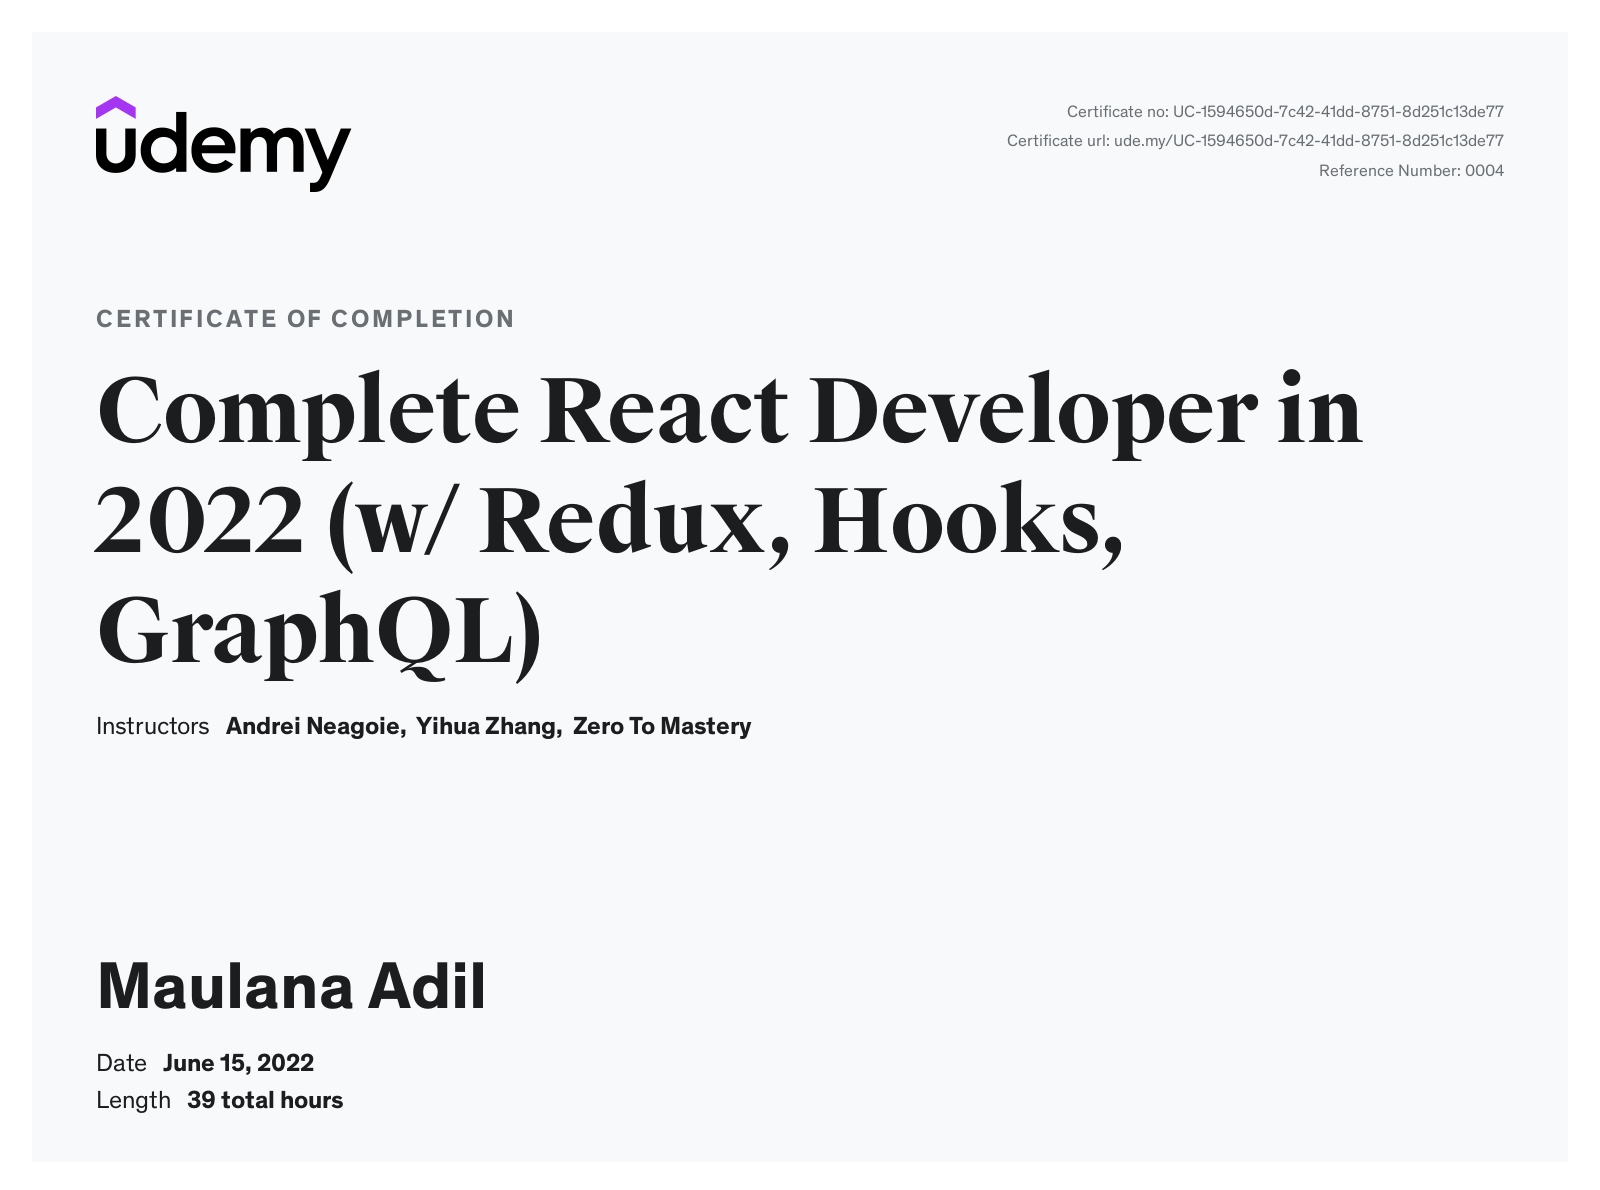 udemy
Certificate no: UC-1594650d-7c42-41dd-8751-8d251c13de77
Certificate url: ude.my/UC-1594650d-7c42-41dd-8751-8d251c13de77
Reference Number: 0004
CERTIFICATE OF COMPLETION
Complete React Developer in
2022 (w/ Redux, Hooks,
GraphQL)
Instructors Andrei Neagoie, Yihua Zhang, Zero To Mastery
Maulana Adil
Date June 15, 2022
Length 39 total hours